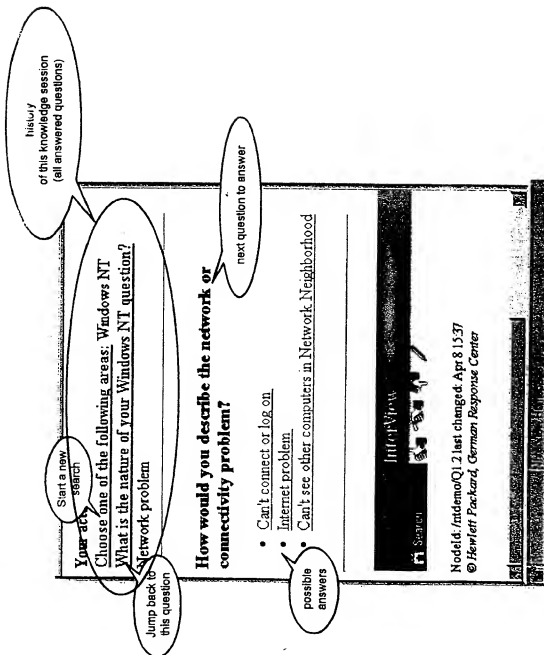 history
of this knowledge session
(all answered questions)
Start a new
search
Your
Choose one of the following areas: Windows NT
What is the nature of your Windows NT question?
Network problem
Jump back to
this question
How would you describe the network or
connectivity problem?
next question to answer
• Can't connect or log on
• Internet problem
• Can't see other computers in Network Neighborhood
possible
answers
Search
InterView
NodeId: /ntdemo/Q1.2 last changed: Apr 8 15:37
© Hewlett Packard, German Response Center